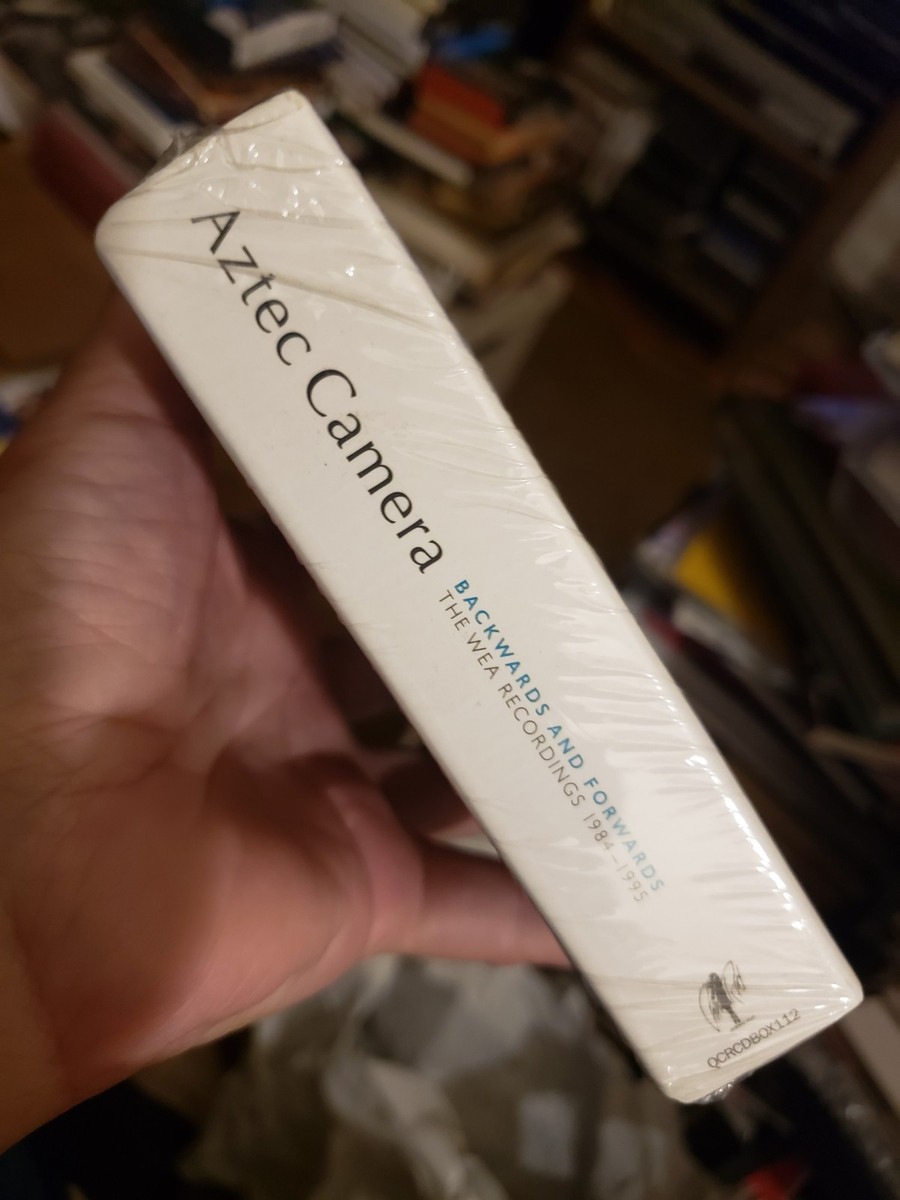 Aztec Camera
BACKWARDS AND FORWARDS
THE WEA RECORDINGS 1984–1995
QCRCDBOX112